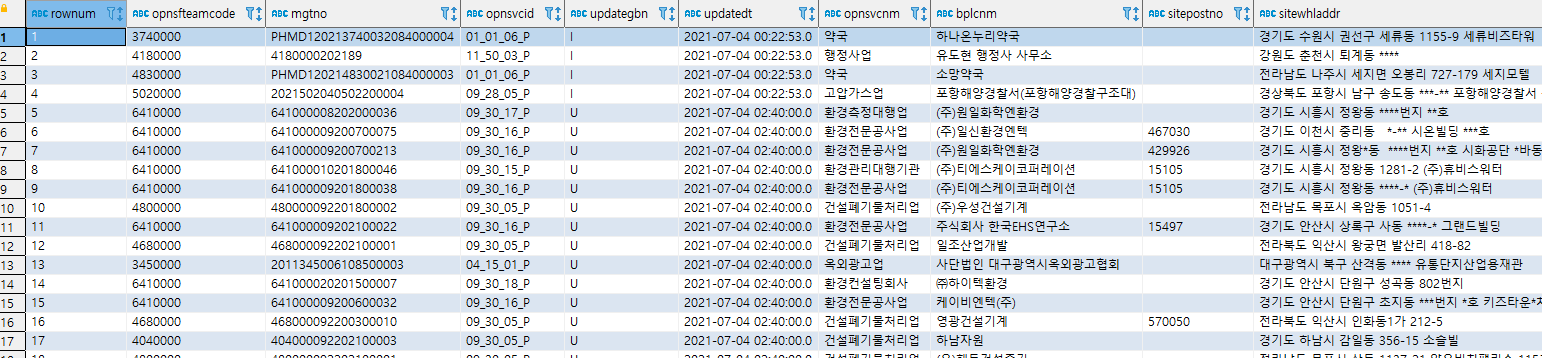 rownum opnsfteamcode mgtno opnsvcid updategbn updatedt opnsvcnm bplcnm sitepostno sitewhladdr
1 1 3740000 PHMD120213740032084000004 01_01_06_P I 2021-07-04 00:22:53.0 약국 하나온누리약국 경기도 수원시 권선구 세류동 1155-9 세류비즈타워
2 2 4180000 4180000202189 11_50_03_P I 2021-07-04 00:22:53.0 행정사업 유도현 행정사 사무소 강원도 춘천시 퇴계동 ****
3 3 4830000 PHMD120214830021084000003 01_01_06_P I 2021-07-04 00:22:53.0 약국 소망약국 전라남도 나주시 세지면 오봉리 727-179 세지모텔
4 4 5020000 2021502040502200004 09_28_05_P I 2021-07-04 00:22:53.0 고압가스업 포항해양경찰서(포항해양경찰구조대) 경상북도 포항시 남구 송도동 ***-** 포항해양경찰서
5 5 6410000 641000008202000036 09_30_17_P U 2021-07-04 02:40:00.0 환경측정대행업 (주)원일화학엔환경 경기도 시흥시 정왕동 ****번지 **호
6 6 6410000 641000009200700075 09_30_16_P U 2021-07-04 02:40:00.0 환경전문공사업 (주)일신환경엔텍 467030 경기도 이천시 중리동 *-** 시온빌딩 ***호
7 7 6410000 641000009200700213 09_30_16_P U 2021-07-04 02:40:00.0 환경전문공사업 (주)원일화학엔환경 429926 경기도 시흥시 정왕*동 ****번지 **호 시화공단 *바동
8 8 6410000 641000010201800046 09_30_15_P U 2021-07-04 02:40:00.0 환경관리대행기관 (주)티에스케이코퍼레이션 15105 경기도 시흥시 정왕동 1281-2 (주)휴비스워터
9 9 6410000 641000009201800038 09_30_16_P U 2021-07-04 02:40:00.0 환경전문공사업 (주)티에스케이코퍼레이션 15105 경기도 시흥시 정왕동 ****-* (주)휴비스워터
10 10 4800000 480000092201800002 09_30_05_P U 2021-07-04 02:40:00.0 건설폐기물처리업 (주)우성건설기계 전라남도 목포시 옥암동 1051-4
11 11 6410000 641000009202100022 09_30_16_P U 2021-07-04 02:40:00.0 환경전문공사업 주식회사 한국EHS연구소 15497 경기도 안산시 상록구 사동 ****-* 그랜드빌딩
12 12 4680000 468000092202100001 09_30_05_P U 2021-07-04 02:40:00.0 건설폐기물처리업 일조산업개발 전라북도 익산시 왕궁면 발산리 418-82
13 13 3450000 2011345006108500003 04_15_01_P U 2021-07-04 02:40:00.0 옥외광고업 사단법인 대구광역시옥외광고협회 대구광역시 북구 산격동 **** 유통단지산업용재관
14 14 6410000 641000020201500007 09_30_18_P U 2021-07-04 02:40:00.0 환경컨설팅회사 ㈜하이텍환경 경기도 안산시 단원구 성곡동 802번지
15 15 6410000 641000009200600032 09_30_16_P U 2021-07-04 02:40:00.0 환경전문공사업 케이비엔텍(주) 경기도 안산시 단원구 초지동 ***번지 *호 키즈타운*차
16 16 4680000 468000092200300010 09_30_05_P U 2021-07-04 02:40:00.0 건설폐기물처리업 영광건설기계 570050 전라북도 익산시 인화동1가 212-5
17 17 4040000 404000092202100003 09_30_05_P U 2021-07-04 02:40:00.0 건설폐기물처리업 하남자원 경기도 하남시 감일동 356-15 소슬빌